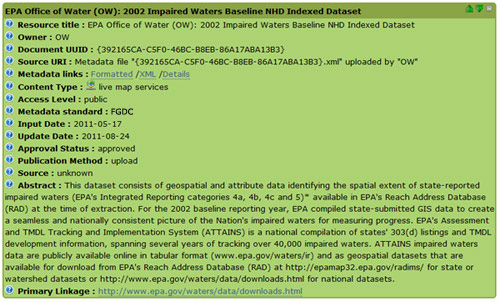 EPA Office of Water (OW): 2002 Impaired Waters Baseline NHD Indexed Dataset
Resource title : EPA Office of Water (OW): 2002 Impaired Waters Baseline NHD Indexed Dataset
Owner : OW
Document UUID : {392165CA-C5F0-46BC-B8EB-86A17ABA13B3}
Source URI : Metadata file "{392165CA-C5F0-46BC-B8EB-86A17ABA13B3}.xml" uploaded by "OW"
Metadata links : Formatted /XML /Details
Content Type : live map services
Access Level : public
Metadata standard : FGDC
Input Date : 2011-05-17
Update Date : 2011-08-24
Approval Status : approved
Publication Method : upload
Source : unknown
Abstract : This dataset consists of geospatial and attribute data identifying the spatial extent of state-reported
impaired waters (EPA's Integrated Reporting categories 4a, 4b, 4c and 5)* available in EPA's Reach Address Database
(RAD) at the time of extraction. For the 2002 baseline reporting year, EPA compiled state-submitted GIS data to create
a seamless and nationally consistent picture of the Nation's impaired waters for measuring progress. EPA's Assessment
and TMDL Tracking and Implementation System (ATTAINS) is a national compilation of states' 303(d) listings and TMDL
development information, spanning several years of tracking over 40,000 impaired waters. ATTAINS impaired waters
data are publicly available online in tabular format (www.epa.gov/waters/ir) and as geospatial datasets that are
available for download from EPA's Reach Address Database (RAD) at http://epamap32.epa.gov/radims/ for state or
watershed datasets or http://www.epa.gov/waters/data/downloads.html for national datasets.
Primary Linkage : http://www.epa.gov/waters/data/downloads.html